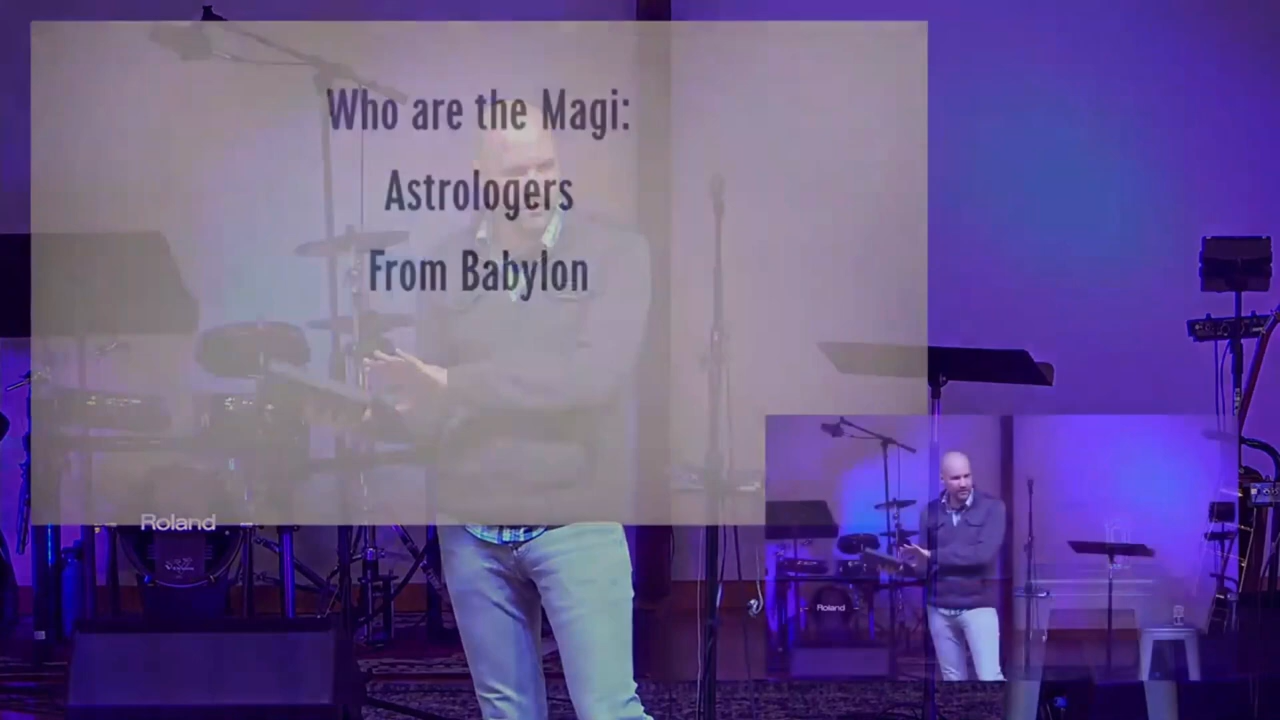 Who are the Magi:
Astrologers
From Babylon
Roland
Roland